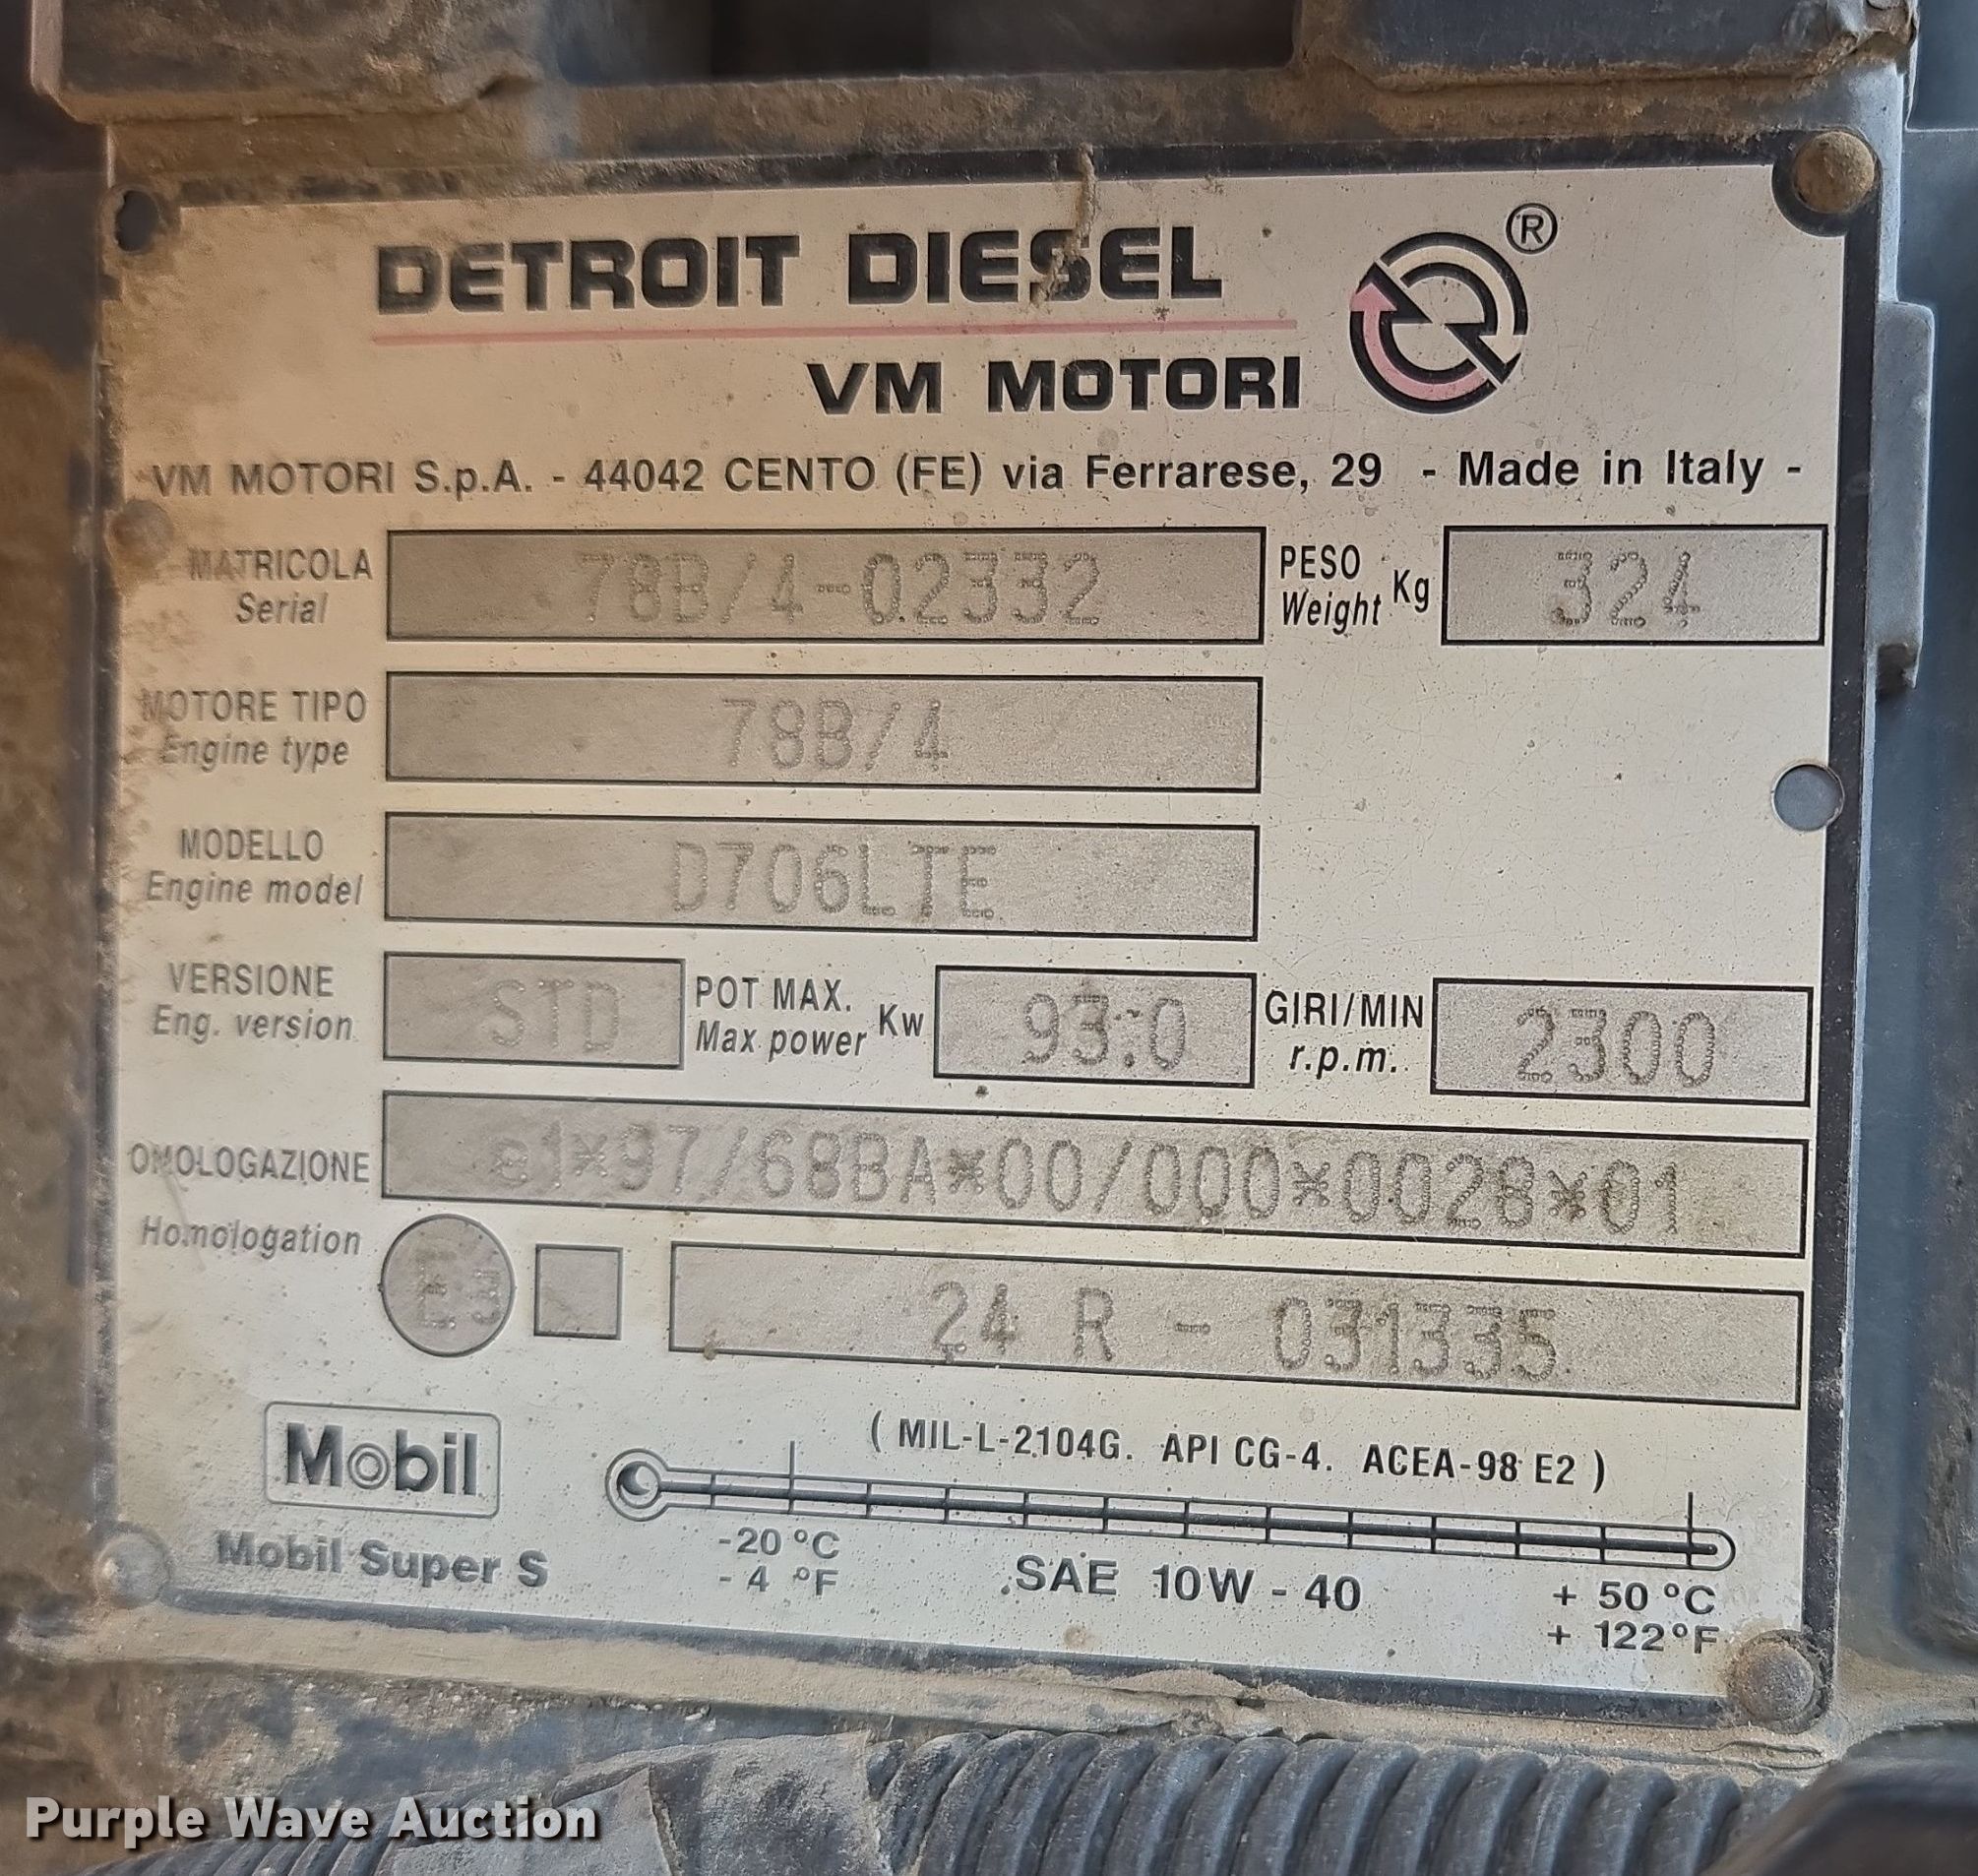 DETROIT DIESEL ®
VM MOTORI
VM MOTORI S.p.A. - 44042 CENTO (FE) via Ferrarese, 29 - Made in Italy -
MATRICOLA 78B/4-02332 PESO Kg 324
Serial Weight
MOTORE TIPO 78B/4
Engine type
MODELLO D706LTE
Engine model
VERSIONE STD POT MAX. Kw 93.0 GIRI/MIN 2300
Eng. version Max power r.p.m.
OMOLOGAZIONE e1*97/68BA*00/000*0028*01
Homologation E3 24 R - 031335
Mobil ( MIL-L-2104G. API CG-4. ACEA-98 E2 )
Mobil Super S -20 °C SAE 10W - 40 + 50 °C
- 4 °F + 122°F
Purple Wave Auction